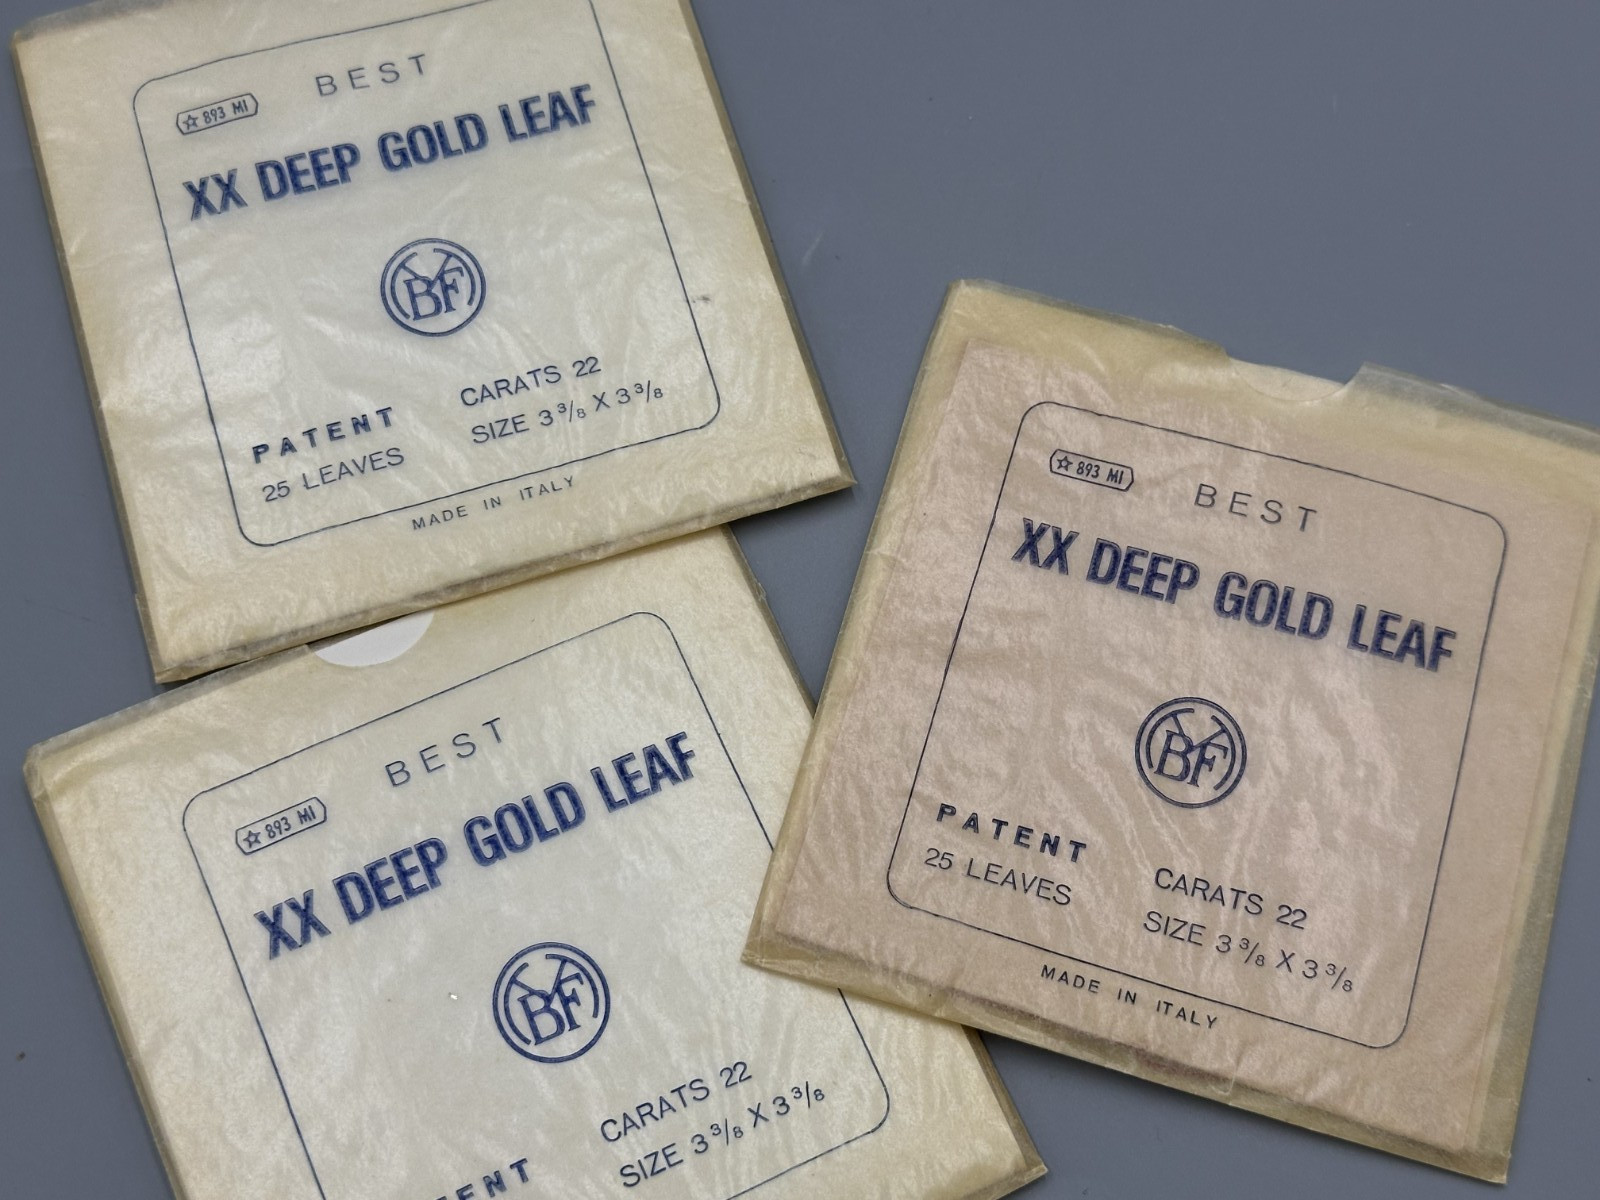 BEST
☆ 893 MI
XX DEEP GOLD LEAF
BF
PATENT
25 LEAVES
CARATS 22
SIZE 3 3/8 X 3 3/8
MADE IN ITALY
BEST
☆ 893 MI
XX DEEP GOLD LEAF
BF
CARATS 22
SIZE 3 3/8 X 3 3/8
ENT
☆ 893 MI
BEST
XX DEEP GOLD LEAF
BF
PATENT
25 LEAVES
CARATS 22
SIZE 3 3/8 X 3 3/8
MADE IN ITALY